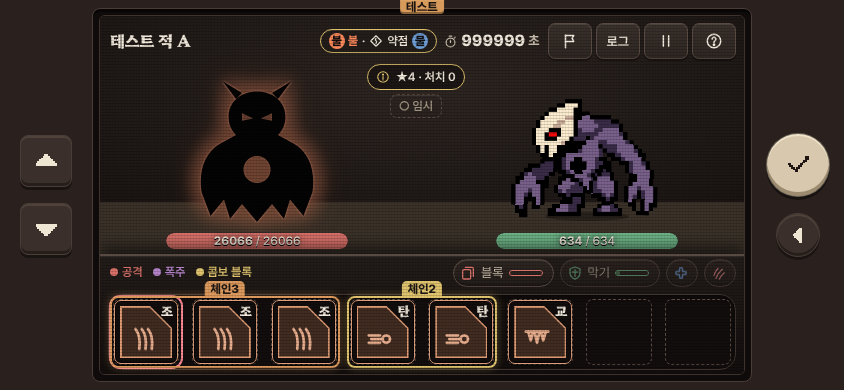 테스트
테스트 적 A
불 불 · 약점 물
999999 초
로그
★4 · 처치 0
임시
26066 / 26066
634 / 634
공격 폭주 콤보 블록
블록
막기
체인3
체인2
조
조
조
탄
탄
교